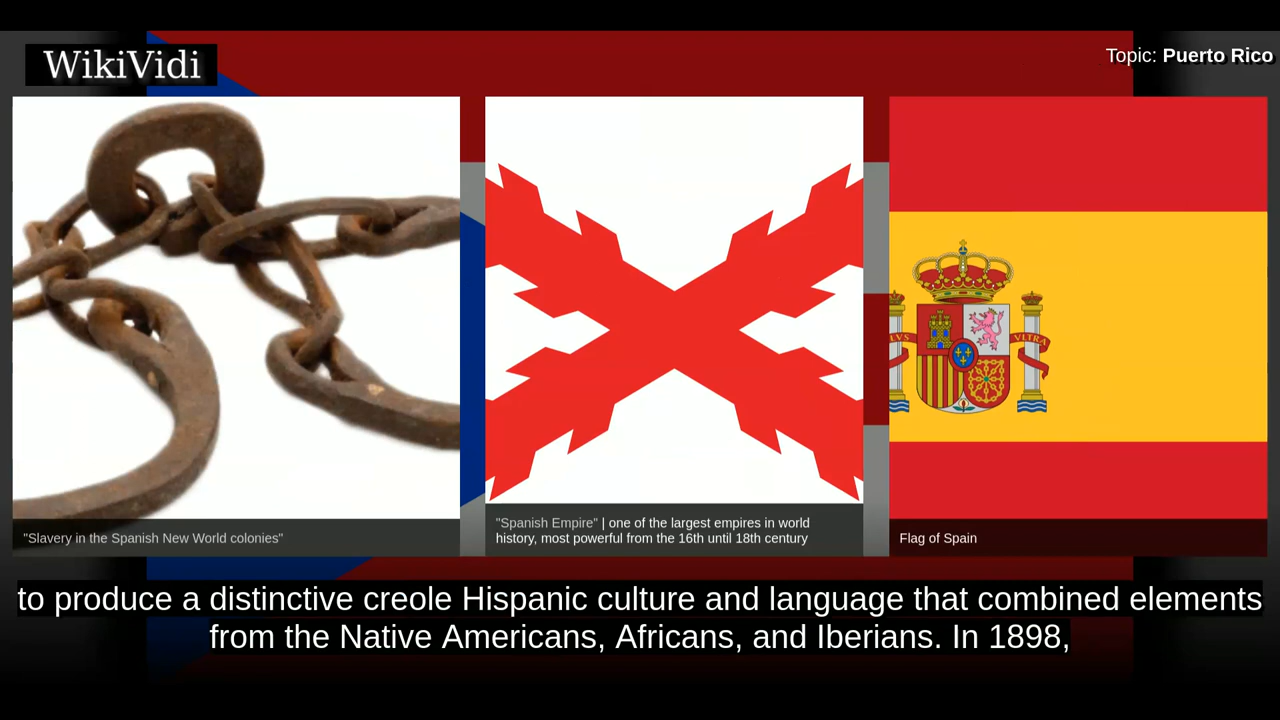 WikiVidi
Topic: Puerto Rico
LVS
VLTRA
"Slavery in the Spanish New World colonies"
"Spanish Empire" | one of the largest empires in world
history, most powerful from the 16th until 18th century
Flag of Spain
to produce a distinctive creole Hispanic culture and language that combined elements
from the Native Americans, Africans, and Iberians. In 1898,